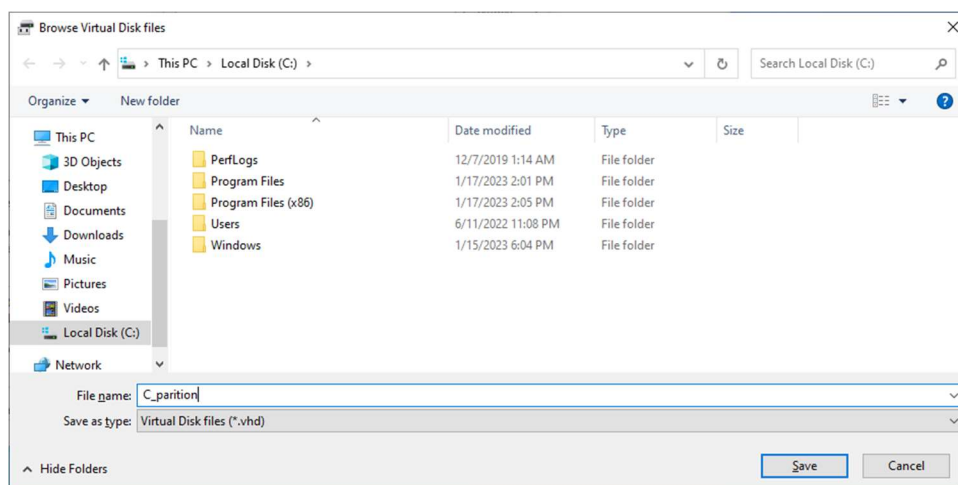 Browse Virtual Disk files
This PC > Local Disk (C:) >
Search Local Disk (C:)
Organize
New folder
This PC
3D Objects
Desktop
Documents
Downloads
Music
Pictures
Videos
Local Disk (C:)
Network
Name Date modified Type Size
PerfLogs 12/7/2019 1:14 AM File folder
Program Files 1/17/2023 2:01 PM File folder
Program Files (x86) 1/17/2023 2:05 PM File folder
Users 6/11/2022 11:08 PM File folder
Windows 1/15/2023 6:04 PM File folder
File name: C_parition
Save as type: Virtual Disk files (*.vhd)
Hide Folders
Save
Cancel